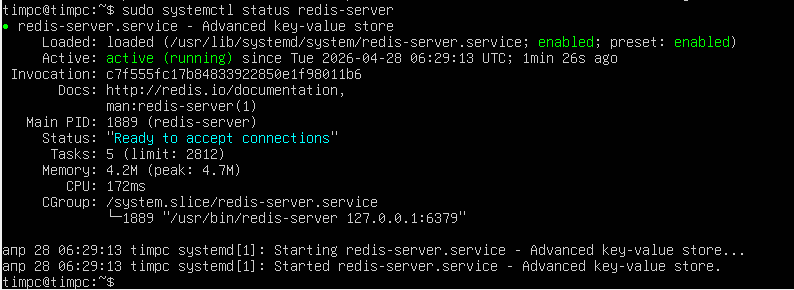 timpc@timpc:~$ sudo systemctl status redis-server
● redis-server.service - Advanced key-value store
Loaded: loaded (/usr/lib/systemd/system/redis-server.service; enabled; preset: enabled)
Active: active (running) since Tue 2026-04-28 06:29:13 UTC; 1min 26s ago
Invocation: c7f555fc17b84833922850e1f98011b6
Docs: http://redis.io/documentation,
man:redis-server(1)
Main PID: 1889 (redis-server)
Status: "Ready to accept connections"
Tasks: 5 (limit: 2812)
Memory: 4.2M (peak: 4.7M)
CPU: 172ms
CGroup: /system.slice/redis-server.service
└─1889 "/usr/bin/redis-server 127.0.0.1:6379"
апр 28 06:29:13 timpc systemd[1]: Starting redis-server.service - Advanced key-value store...
апр 28 06:29:13 timpc systemd[1]: Started redis-server.service - Advanced key-value store.
timpc@timpc:~$